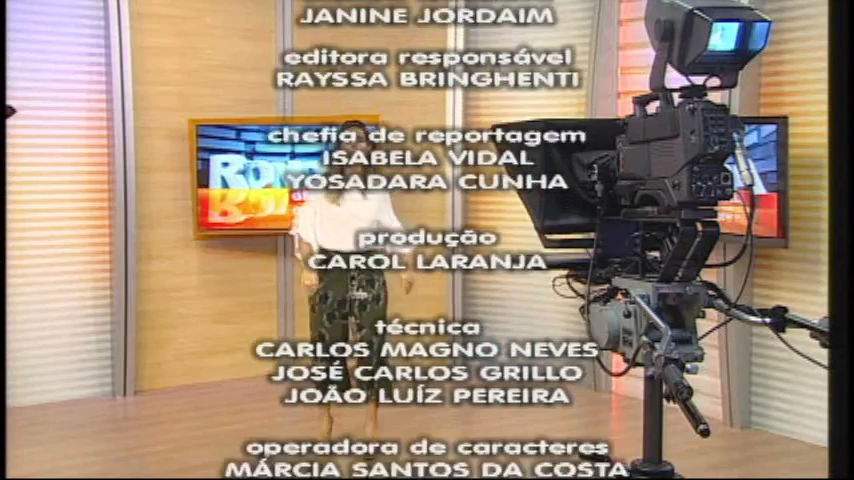 JANINE JORDAIM
editora responsável
RAYSSA BRINGHENTI
chefia de reportagem
ISABELA VIDAL
YOSADARA CUNHA
produção
CAROL LARANJA
técnica
CARLOS MAGNO NEVES
JOSÉ CARLOS GRILLO
JOÃO LUÍZ PEREIRA
operadora de caracteres
MÁRCIA SANTOS DA COSTA